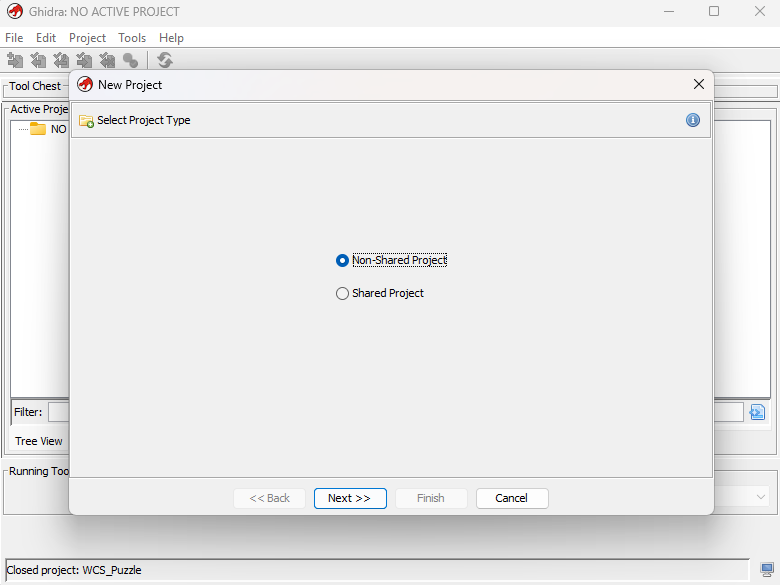 Ghidra: NO ACTIVE PROJECT
File Edit Project Tools Help
Tool Chest
New Project
Active Proje
NO
Select Project Type
Non-Shared Project
Shared Project
Filter:
Tree View
Running Too
<< Back Next >> Finish Cancel
Closed project: WCS_Puzzle